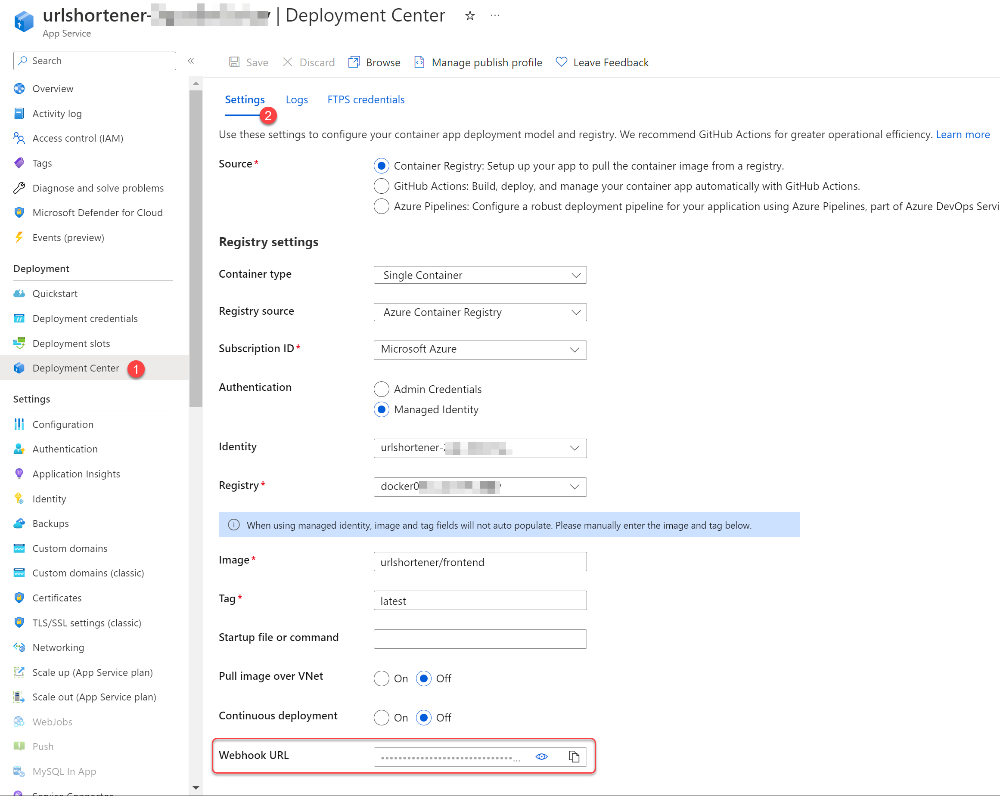 urlshortener- | Deployment Center
App Service
Search
Save Discard Browse Manage publish profile Leave Feedback
Overview
Activity log
Access control (IAM)
Tags
Diagnose and solve problems
Microsoft Defender for Cloud
Events (preview)
Deployment
Quickstart
Deployment credentials
Deployment slots
Deployment Center 1
Settings
Configuration
Authentication
Application Insights
Identity
Backups
Custom domains
Custom domains (classic)
Certificates
TLS/SSL settings (classic)
Networking
Scale up (App Service plan)
Scale out (App Service plan)
WebJobs
Push
MySQL In App
Service Connector
Settings Logs FTPS credentials
2
Use these settings to configure your container app deployment model and registry. We recommend GitHub Actions for greater operational efficiency. Learn more
Source*
Container Registry: Setup up your app to pull the container image from a registry.
GitHub Actions: Build, deploy, and manage your container app automatically with GitHub Actions.
Azure Pipelines: Configure a robust deployment pipeline for your application using Azure Pipelines, part of Azure DevOps Servi
Registry settings
Container type Single Container
Registry source Azure Container Registry
Subscription ID* Microsoft Azure
Authentication
Admin Credentials
Managed Identity
Identity urlshortener-
Registry* docker0
When using managed identity, image and tag fields will not auto populate. Please manually enter the image and tag below.
Image* urlshortener/frontend
Tag* latest
Startup file or command
Pull image over VNet On Off
Continuous deployment On Off
Webhook URL